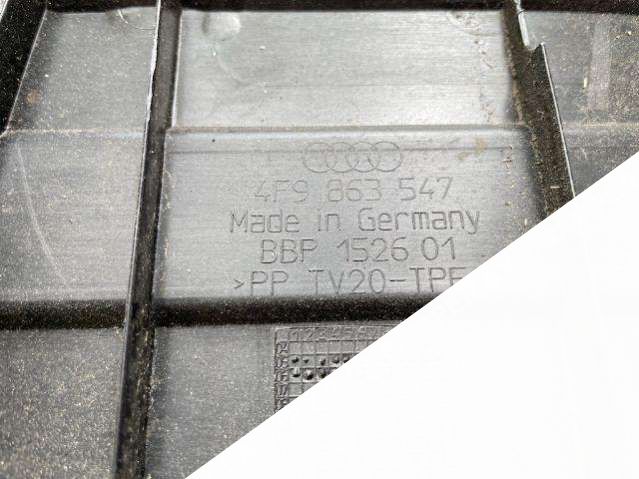 4F9 863 547
Made in Germany
BBP 1526 01
>PP TV20-TPE